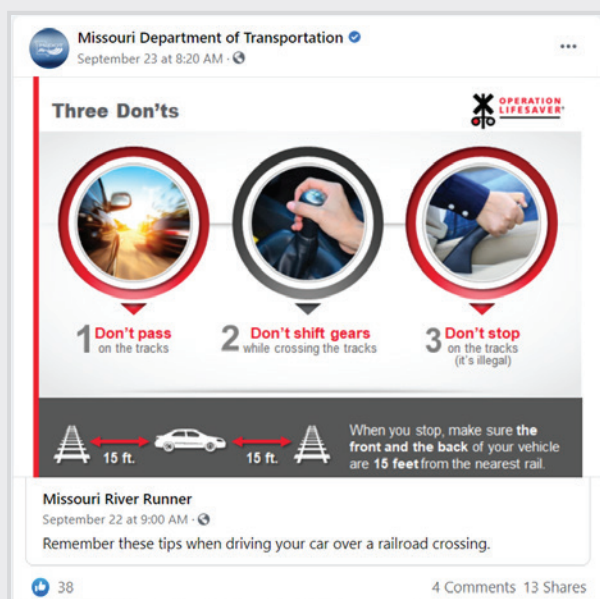 Missouri Department of Transportation
September 23 at 8:20 AM ·
Three Don'ts
OPERATION
LIFESAVER®
1 Don't pass
on the tracks
2 Don't shift gears
while crossing the tracks
3 Don't stop
on the tracks
(it's illegal)
15 ft.
15 ft.
When you stop, make sure the
front and the back of your vehicle
are 15 feet from the nearest rail.
Missouri River Runner
September 22 at 9:00 AM ·
Remember these tips when driving your car over a railroad crossing.
38
4 Comments 13 Shares